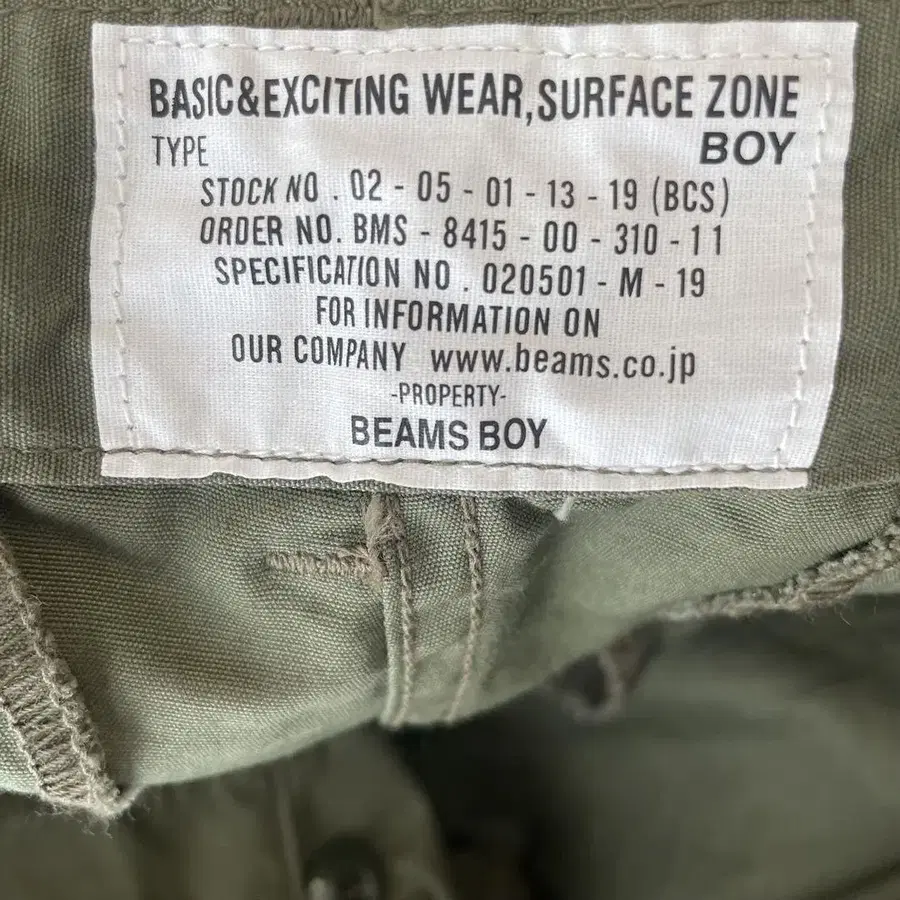 BASIC&EXCITING WEAR,SURFACE ZONE
TYPE BOY
STOCK NO . 02 - 05 - 01 - 13 - 19 (BCS)
ORDER NO. BMS - 8415 - 00 - 310 - 11
SPECIFICATION NO . 020501 - M - 19
FOR INFORMATION ON
OUR COMPANY www.beams.co.jp
-PROPERTY-
BEAMS BOY